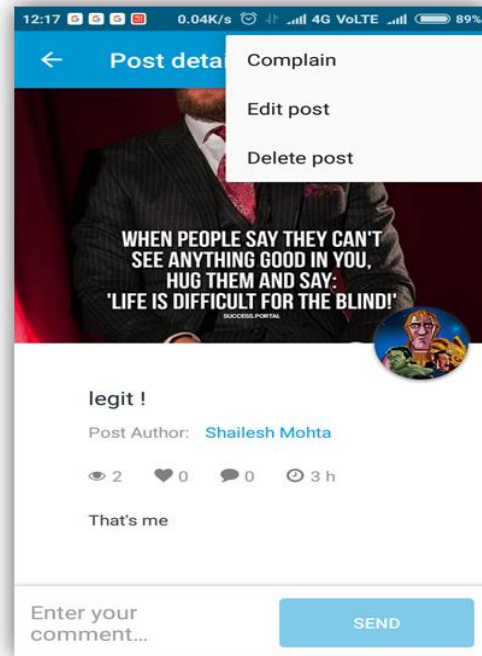 12:17 G G G 0.04K/s 4G VoLTE 89%
Post detai
Complain
Edit post
Delete post
WHEN PEOPLE SAY THEY CAN'T
SEE ANYTHING GOOD IN YOU,
HUG THEM AND SAY:
'LIFE IS DIFFICULT FOR THE BLIND!'
SUCCESS.PORTAL
legit !
Post Author: Shailesh Mohta
2 0 0 3 h
That's me
Enter your
comment...
SEND